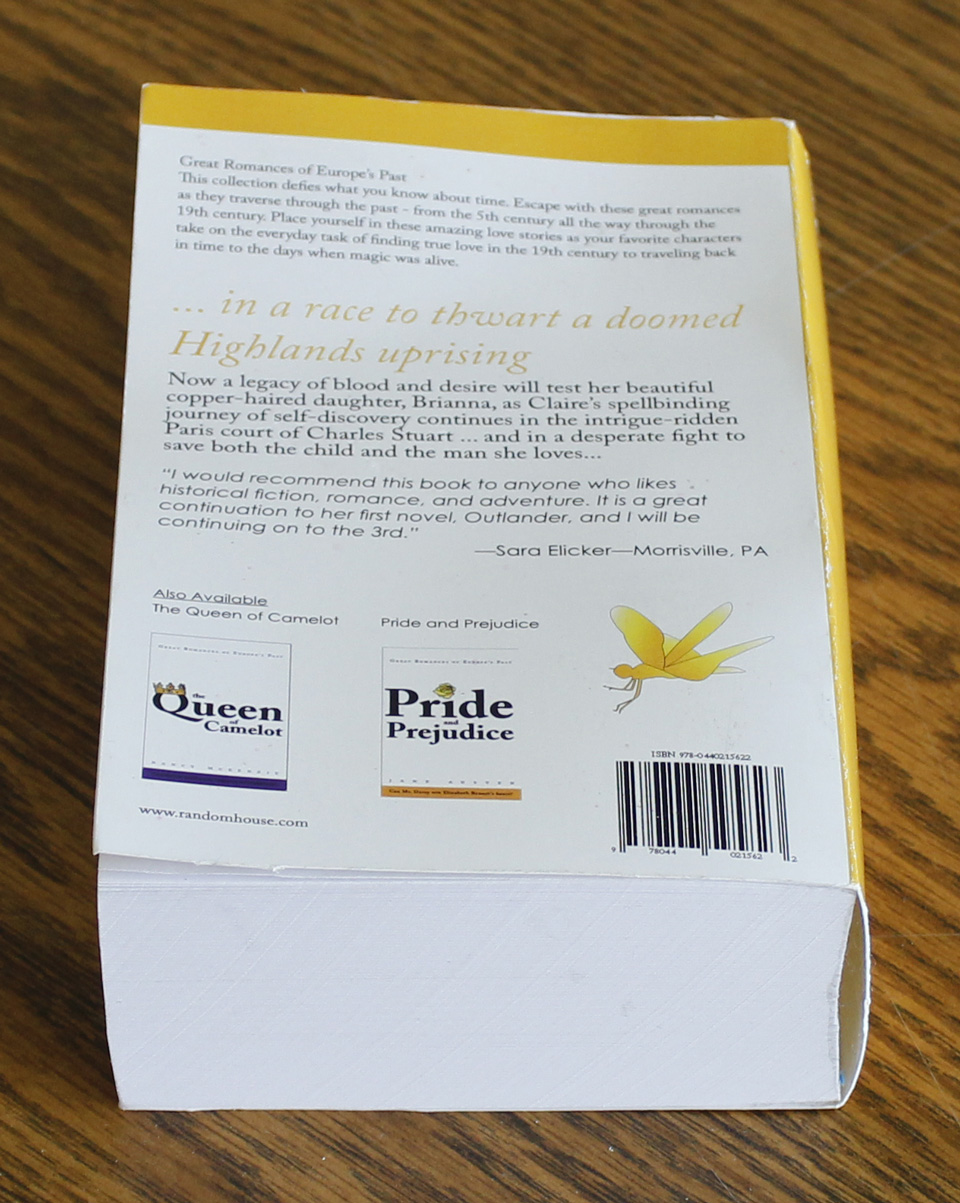 Great Romances of Europe's Past
This collection defies what you know about time. Escape with these great romances
as they traverse through the past - from the 5th century all the way through the
19th century. Place yourself in these amazing love stories as your favorite characters
take on the everyday task of finding true love in the 19th century to traveling back
in time to the days when magic was alive.
... in a race to thwart a doomed
Highlands uprising
Now a legacy of blood and desire will test her beautiful
copper-haired daughter, Brianna, as Claire's spellbinding
journey of self-discovery continues in the intrigue-ridden
Paris court of Charles Stuart ... and in a desperate fight to
save both the child and the man she loves...
"I would recommend this book to anyone who likes
historical fiction, romance, and adventure. It is a great
continuation to her first novel, Outlander, and I will be
continuing on to the 3rd."
—Sara Elicker—Morrisville, PA
Also Available
The Queen of Camelot
Great Romances of Europe's Past
the
Queen
of
Camelot
Nancy McKenzie
Pride and Prejudice
Great Romances of Europe's Past
Pride
and
Prejudice
Jane Austen
Can Mr. Darcy win Elizabeth Bennet's heart?
www.randomhouse.com
ISBN 978-0440215622
9 78044 021562 2